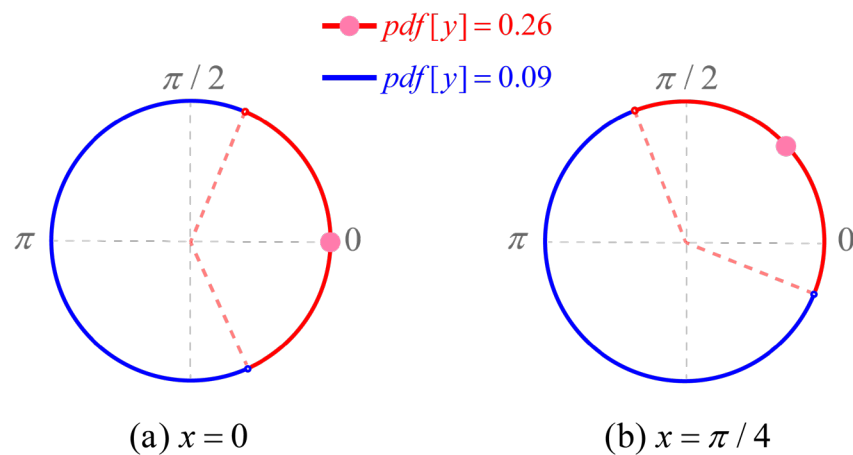 pdf[y] = 0.26
pdf[y] = 0.09
π / 2
π / 2
π
0
π
0
(a) x = 0
(b) x = π / 4